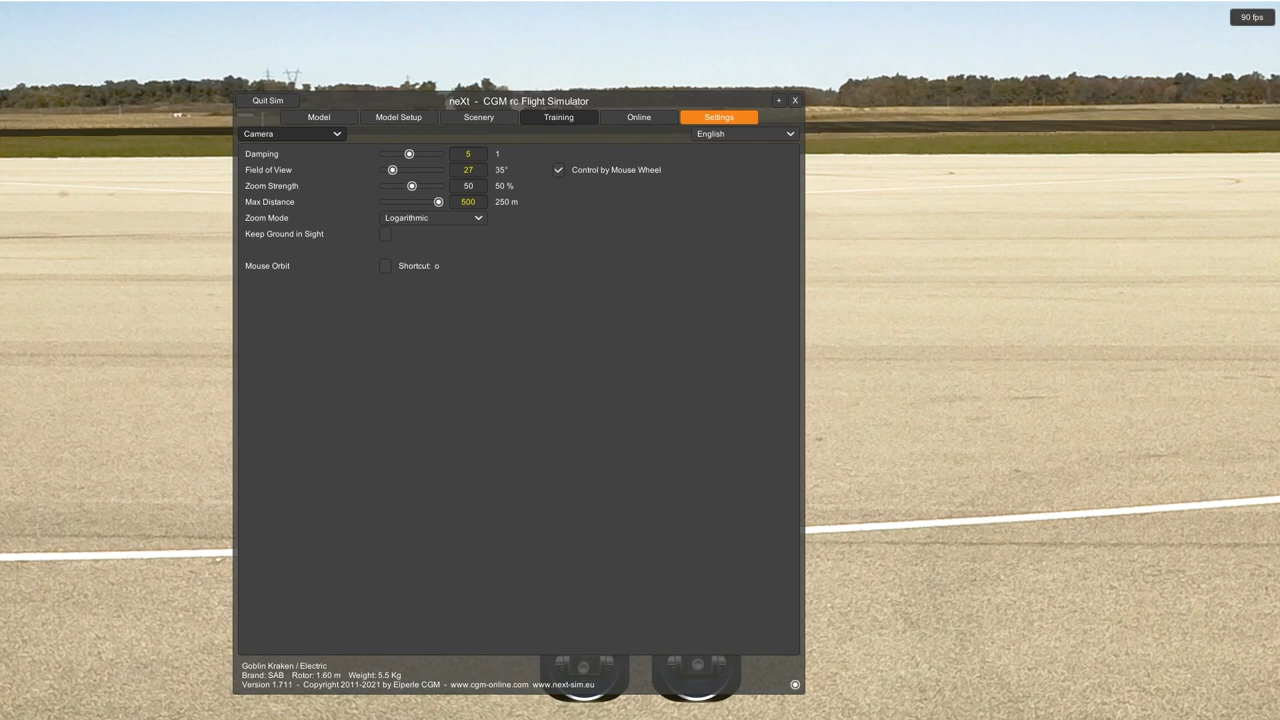 90 fps
Quit Sim neXt - CGM rc Flight Simulator + X
Model Model Setup Scenery Training Online Settings
Camera English
Damping 5 1
Field of View 27 35° Control by Mouse Wheel
Zoom Strength 50 50 %
Max Distance 500 250 m
Zoom Mode Logarithmic
Keep Ground in Sight
Mouse Orbit Shortcut: o
Goblin Kraken / Electric
Brand: SAB Rotor: 1.60 m Weight: 5.5 Kg
Version 1.711 - Copyright 2011-2021 by Eiperle CGM - www.cgm-online.com www.next-sim.eu